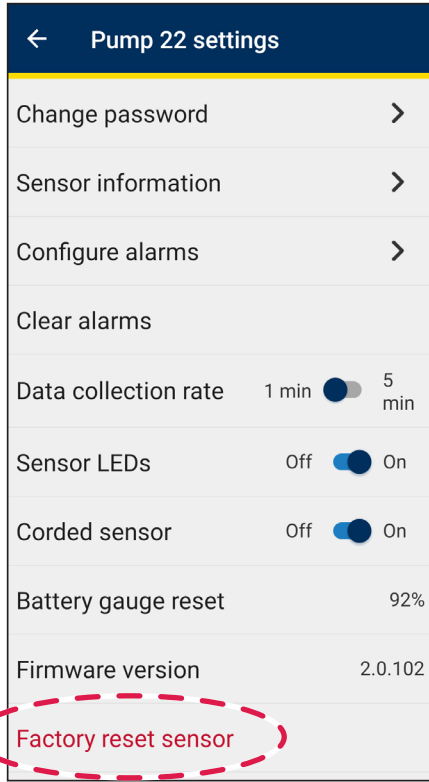 Pump 22 settings
Change password
Sensor information
Configure alarms
Clear alarms
Data collection rate 1 min 5 min
Sensor LEDs Off On
Corded sensor Off On
Battery gauge reset 92%
Firmware version 2.0.102
Factory reset sensor